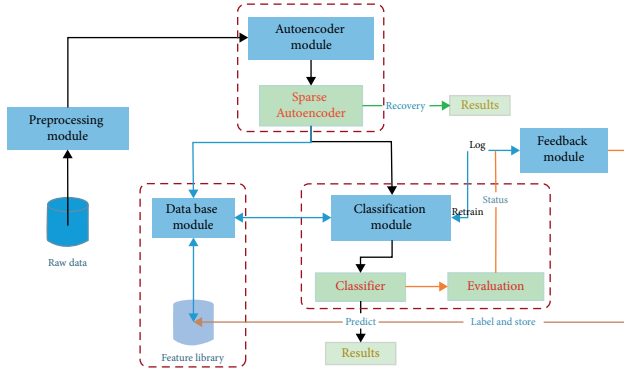 Autoencoder
module
Sparse
Autoencoder
Recovery
Results
Preprocessing
module
Log
Feedback
module
Raw data
Data base
module
Classification
module
Retrain
Status
Classifier
Evaluation
Predict
Label and store
Feature library
Results